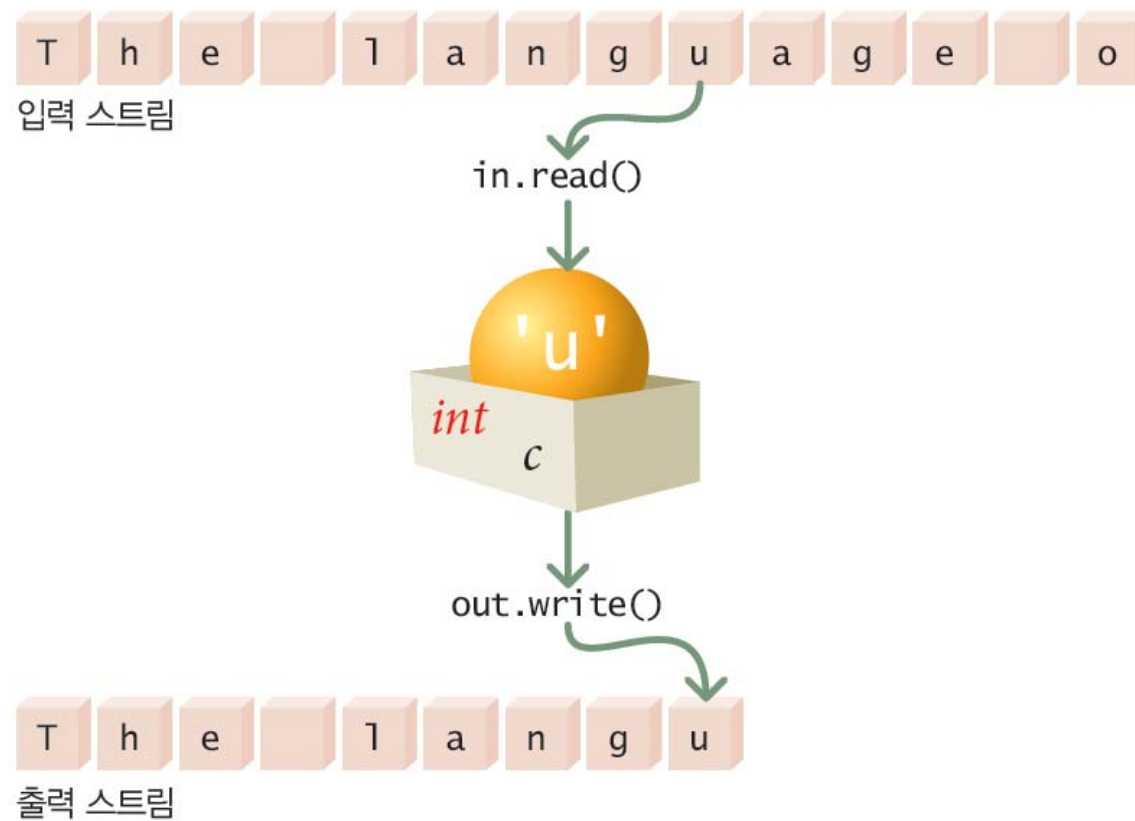 T h e   l a n g u a g e   o
입력 스트림
in.read()
'u'
int
c
out.write()
T h e   l a n g u
출력 스트림